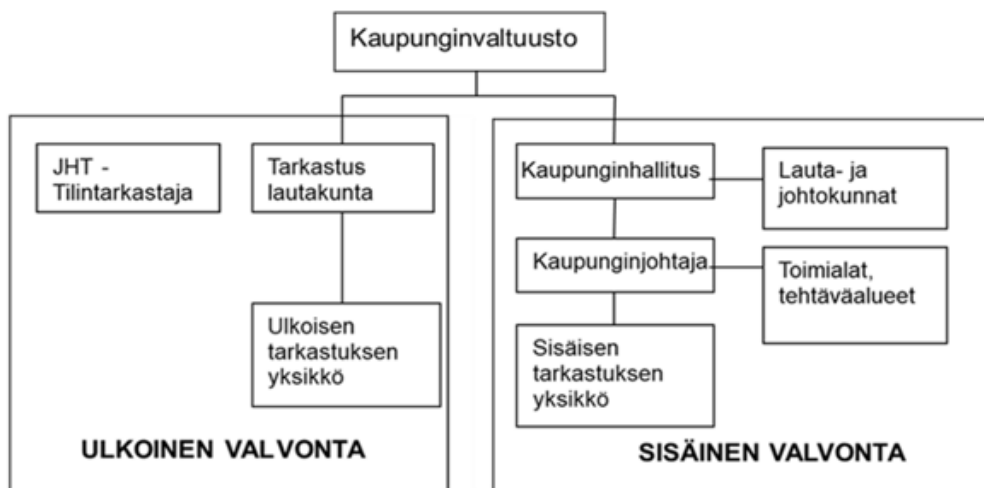 Kaupunginvaltuusto
JHT -
Tilintarkastaja
Tarkastus
lautakunta
Ulkoisen
tarkastuksen
yksikkö
ULKOINEN VALVONTA
Kaupunginhallitus
Lauta- ja
johtokunnat
Kaupunginjohtaja
Toimialat,
tehtäväalueet
Sisäisen
tarkastuksen
yksikkö
SISÄINEN VALVONTA